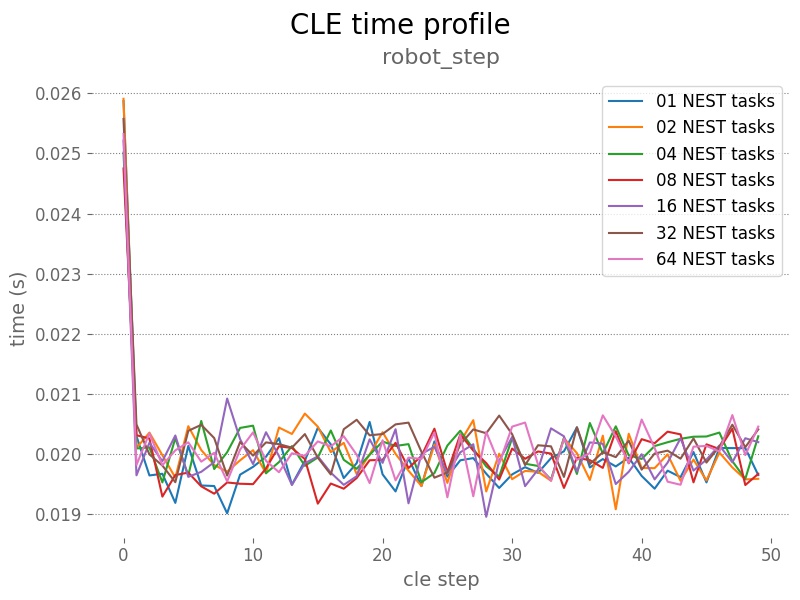 CLE time profile
robot_step
0.026
0.025
0.024
0.023
0.022
0.021
0.020
0.019
time (s)
01 NEST tasks
02 NEST tasks
04 NEST tasks
08 NEST tasks
16 NEST tasks
32 NEST tasks
64 NEST tasks
0 10 20 30 40 50
cle step